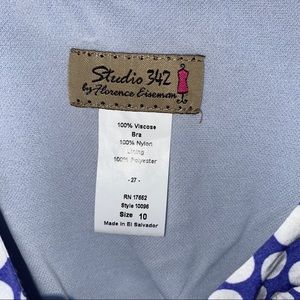 Studio 342
by Florence Eiseman
100% Viscose
Bra
100% Nylon
Lining
100% Polyester
- 27 -
RN 17552
Style 10096
Size 10
Made in El Salvador